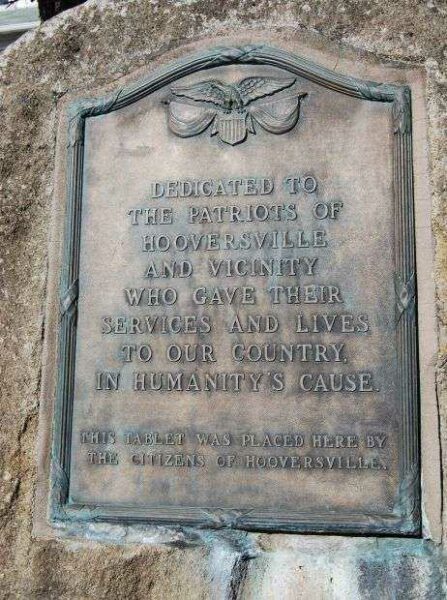 DEDICATED TO
THE PATRIOTS OF
HOOVERSVILLE
AND VICINITY
WHO GAVE THEIR
SERVICES AND LIVES
TO OUR COUNTRY,
IN HUMANITY'S CAUSE.
THIS TABLET WAS PLACED HERE BY
THE CITIZENS OF HOOVERSVILLE.